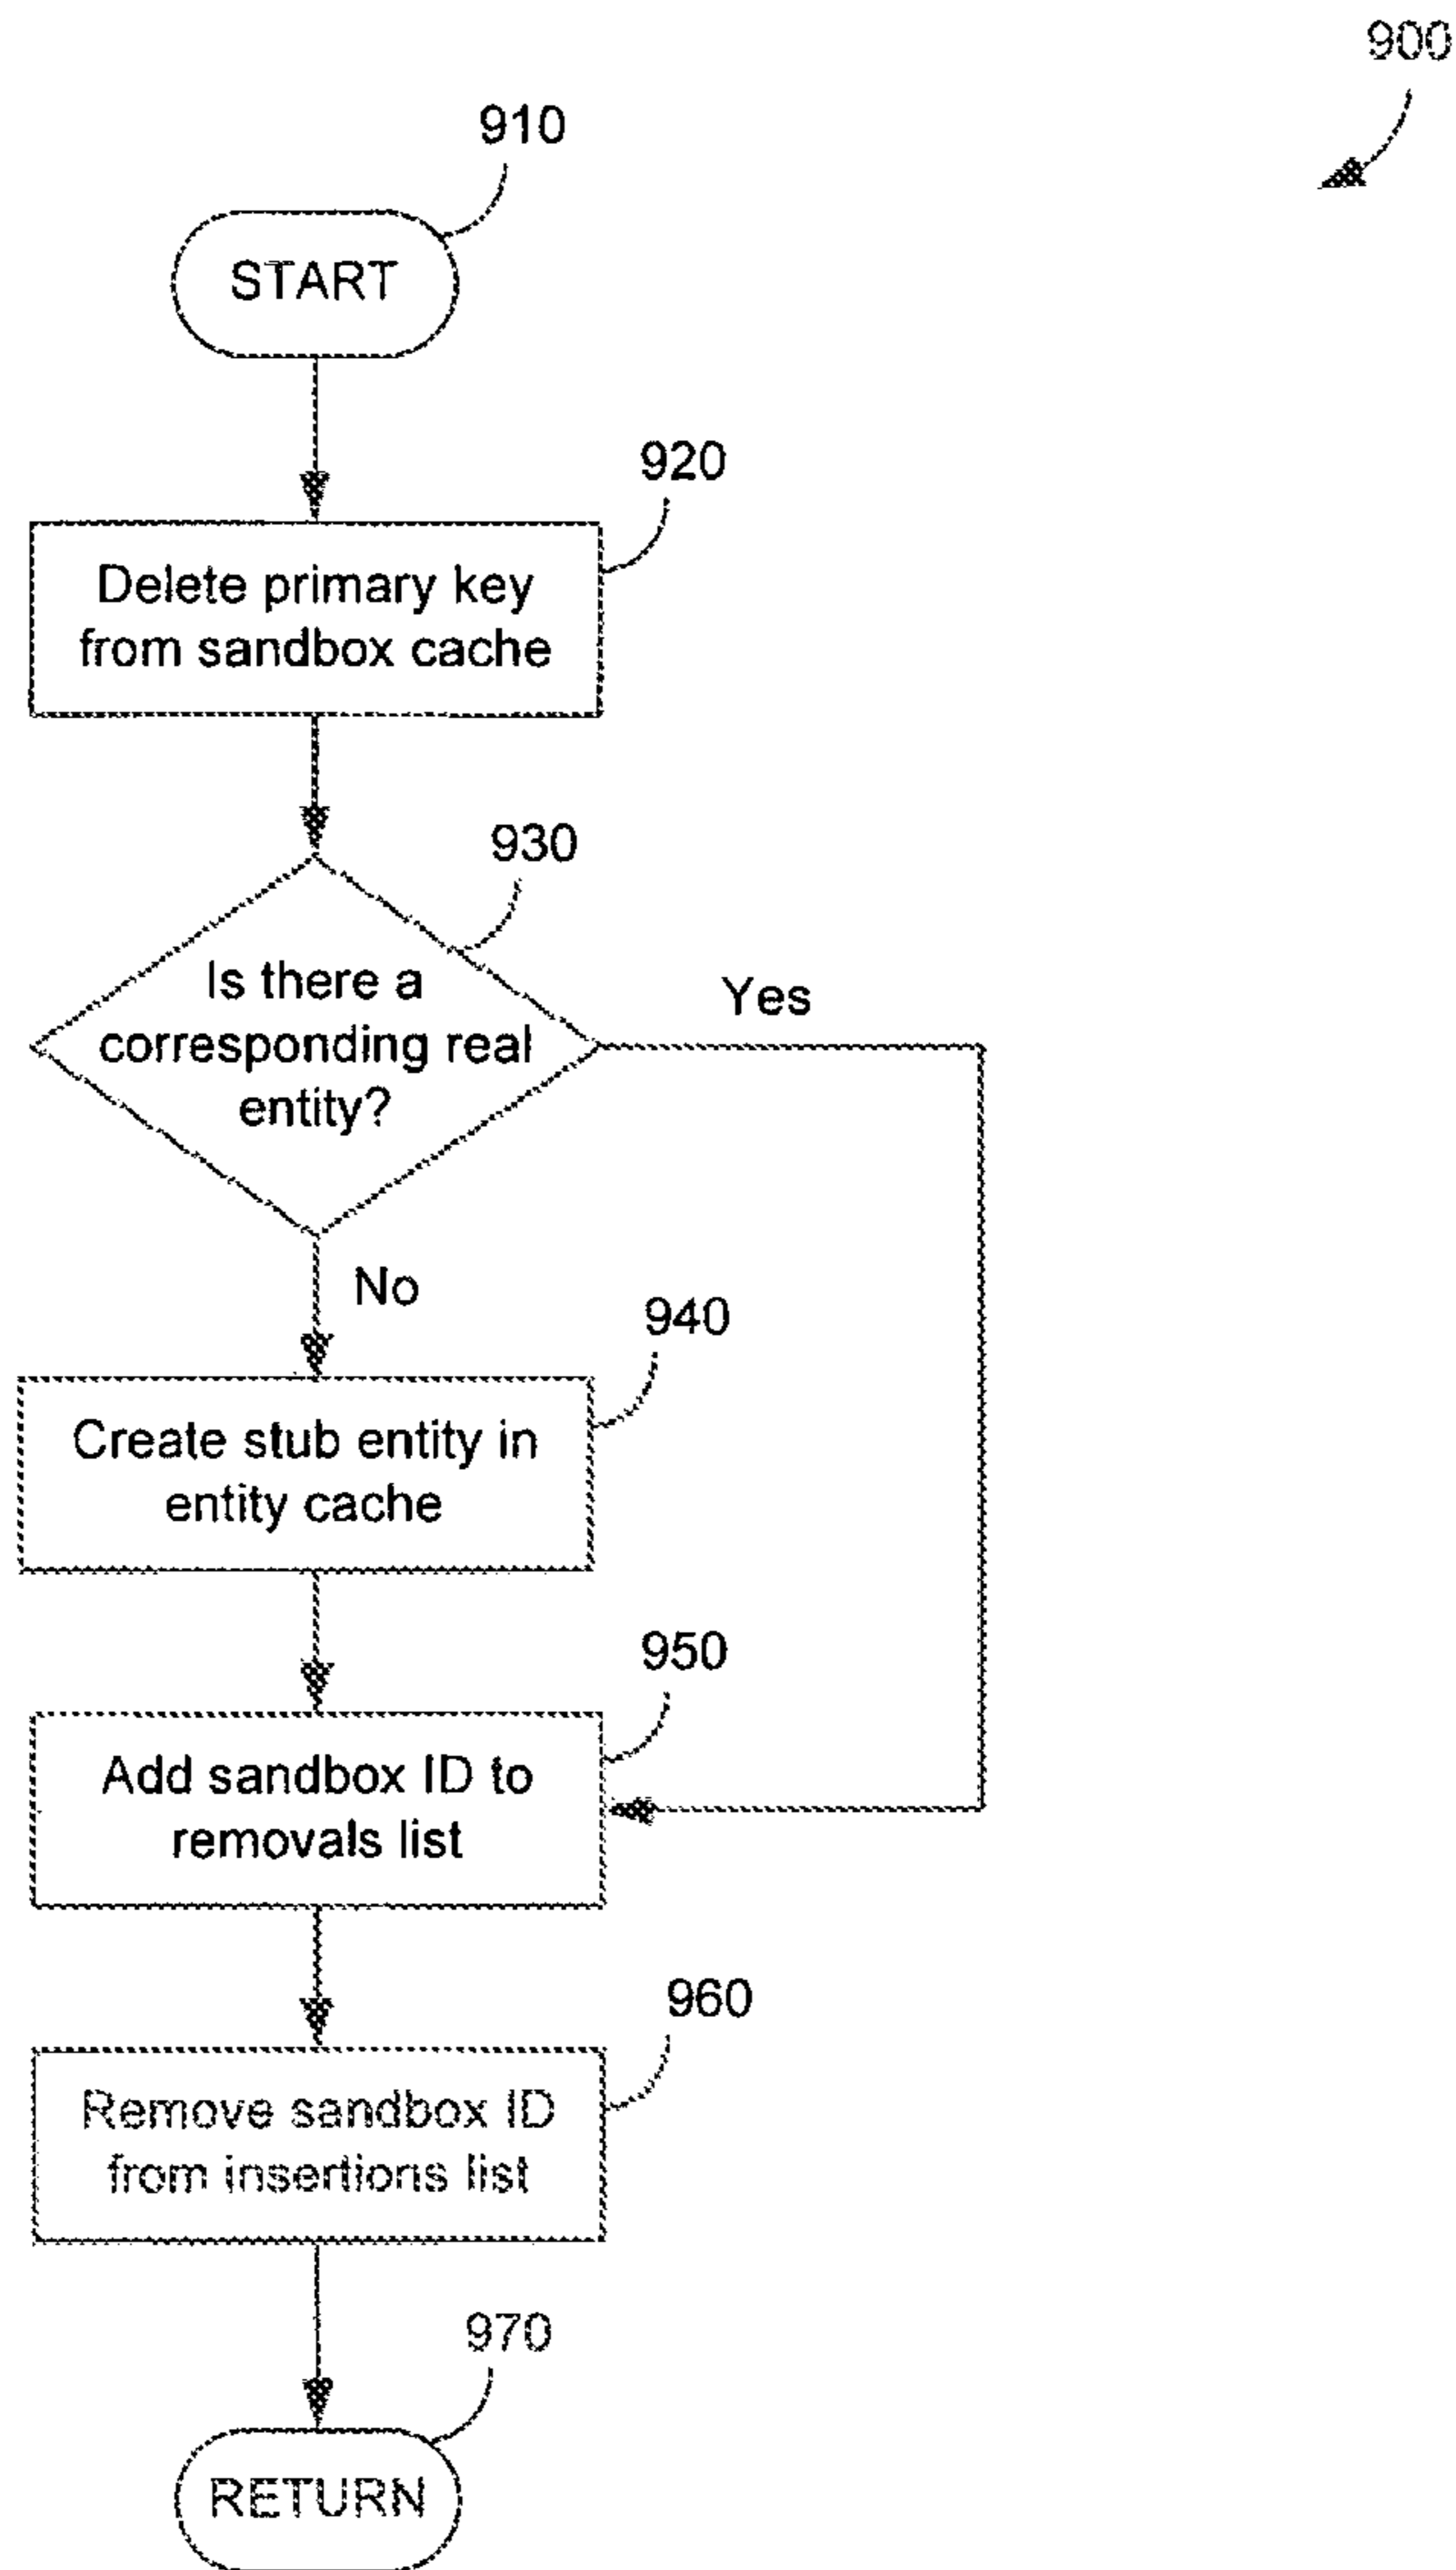 900
910
START
920
Delete primary key
from sandbox cache
930
Is there a
corresponding real
entity?
Yes
No
940
Create stub entity in
entity cache
950
Add sandbox ID to
removals list
960
Remove sandbox ID
from insertions list
970
RETURN